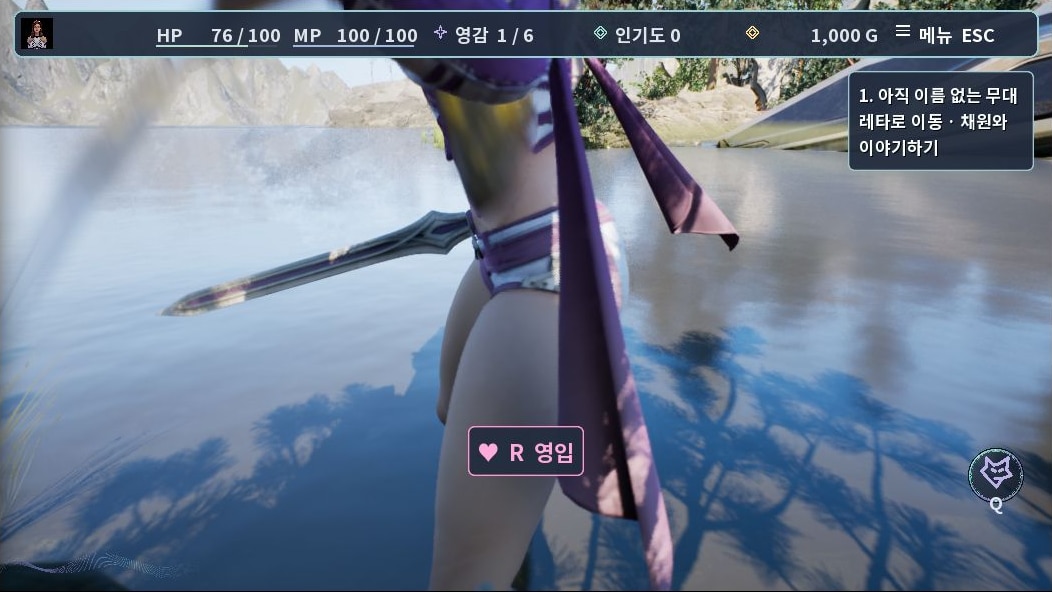 HP 76 / 100 MP 100 / 100 영감 1 / 6 인기도 0 1,000 G 메뉴 ESC
1. 아직 이름 없는 무대
레타로 이동 · 채원와
이야기하기
R 영입
Q